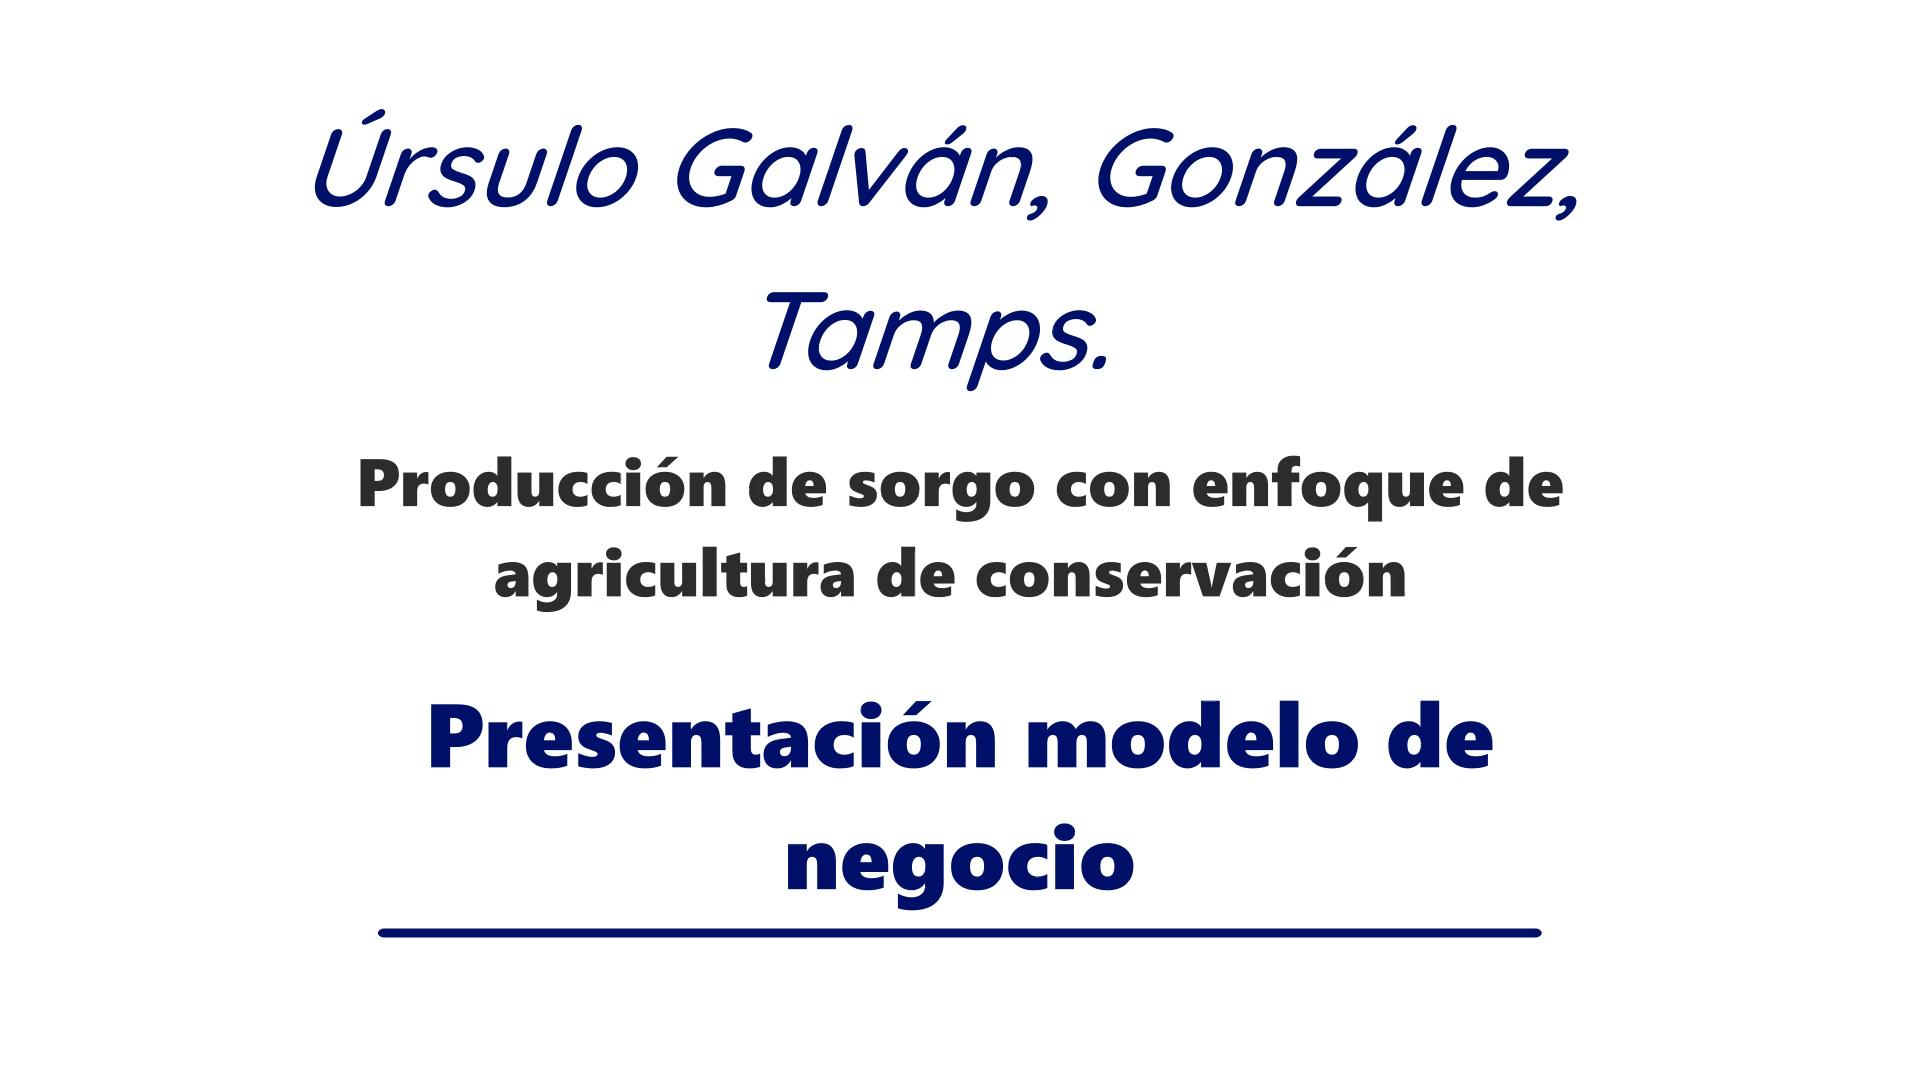 Úrsulo Galván, González,
Tamps.
Producción de sorgo con enfoque de
agricultura de conservación
Presentación modelo de
negocio